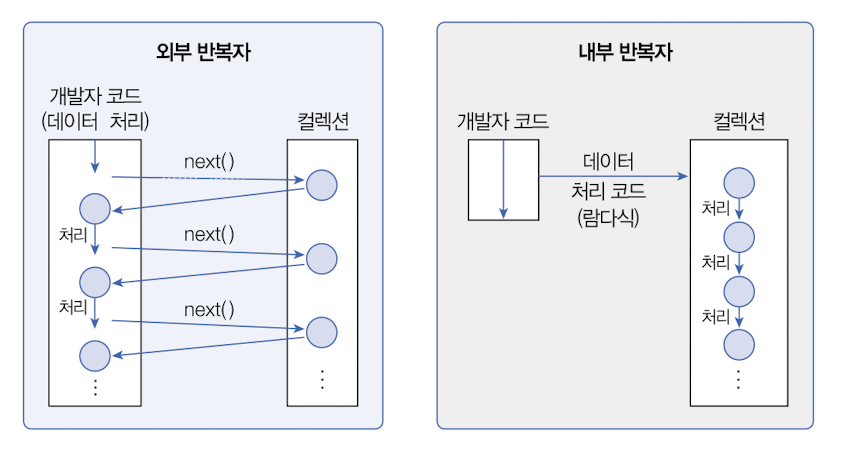 외부 반복자
개발자 코드
(데이터 처리)
컬렉션
next()
처리
next()
처리
next()
⋮
⋮
내부 반복자
개발자 코드
컬렉션
데이터
처리 코드
(람다식)
처리
처리
처리
⋮